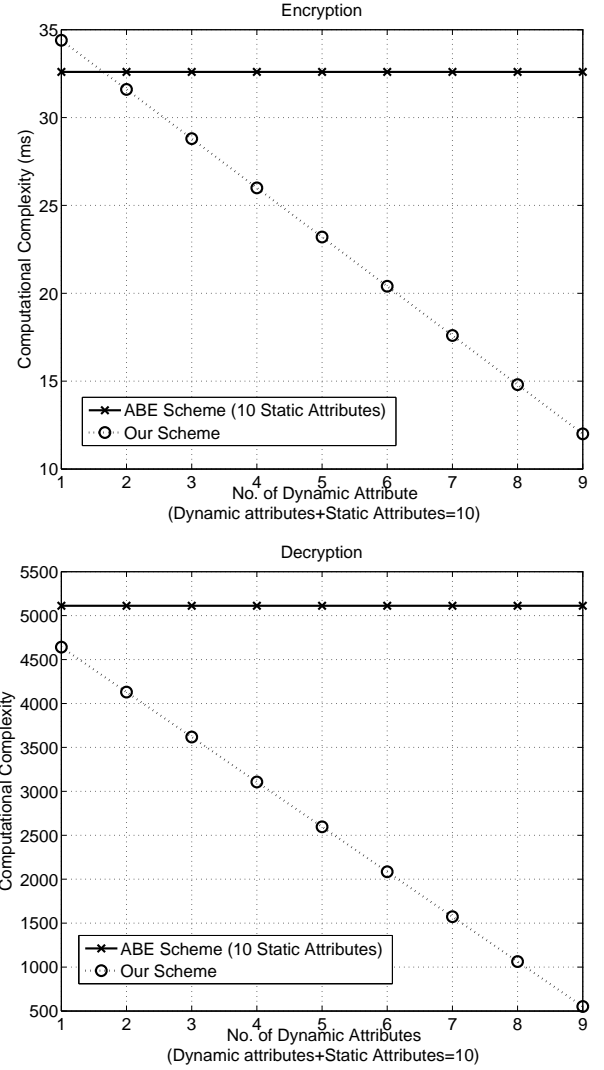 Encryption
35
30
25
20
15
10
Computational Complexity (ms)
ABE Scheme (10 Static Attributes)
Our Scheme
1 2 3 4 5 6 7 8 9
No. of Dynamic Attribute
(Dynamic attributes+Static Attributes=10)
Decryption
5500
5000
4500
4000
3500
3000
2500
2000
1500
1000
500
Computational Complexity
ABE Scheme (10 Static Attributes)
Our Scheme
1 2 3 4 5 6 7 8 9
No. of Dynamic Attributes
(Dynamic attributes+Static Attributes=10)